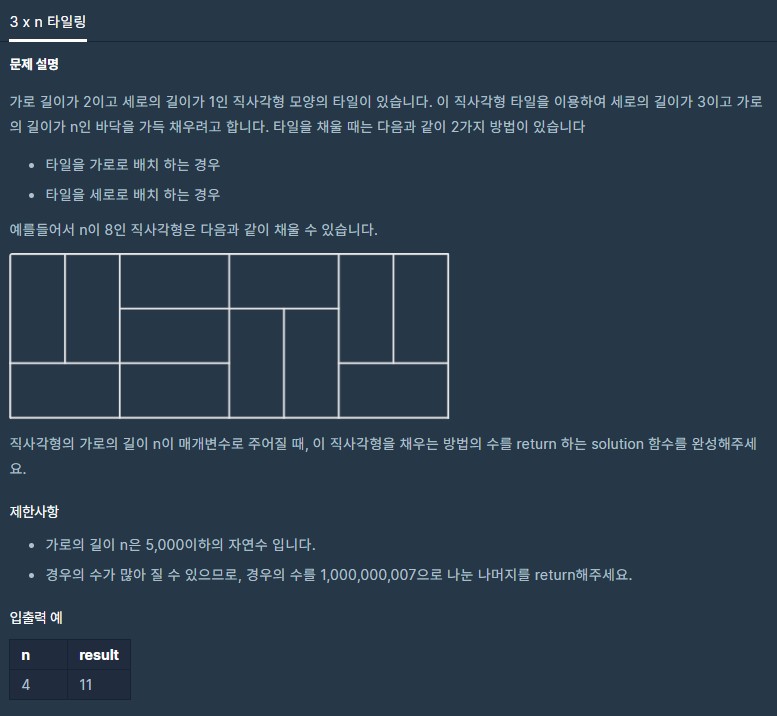 3 x n 타일링
문제 설명
가로 길이가 2이고 세로의 길이가 1인 직사각형 모양의 타일이 있습니다. 이 직사각형 타일을 이용하여 세로의 길이가 3이고 가로
의 길이가 n인 바닥을 가득 채우려고 합니다. 타일을 채울 때는 다음과 같이 2가지 방법이 있습니다
• 타일을 가로로 배치 하는 경우
• 타일을 세로로 배치 하는 경우
예를들어서 n이 8인 직사각형은 다음과 같이 채울 수 있습니다.
직사각형의 가로의 길이 n이 매개변수로 주어질 때, 이 직사각형을 채우는 방법의 수를 return 하는 solution 함수를 완성해주세
요.
제한사항
• 가로의 길이 n은 5,000이하의 자연수 입니다.
• 경우의 수가 많아 질 수 있으므로, 경우의 수를 1,000,000,007으로 나눈 나머지를 return해주세요.
입출력 예
n result
4 11